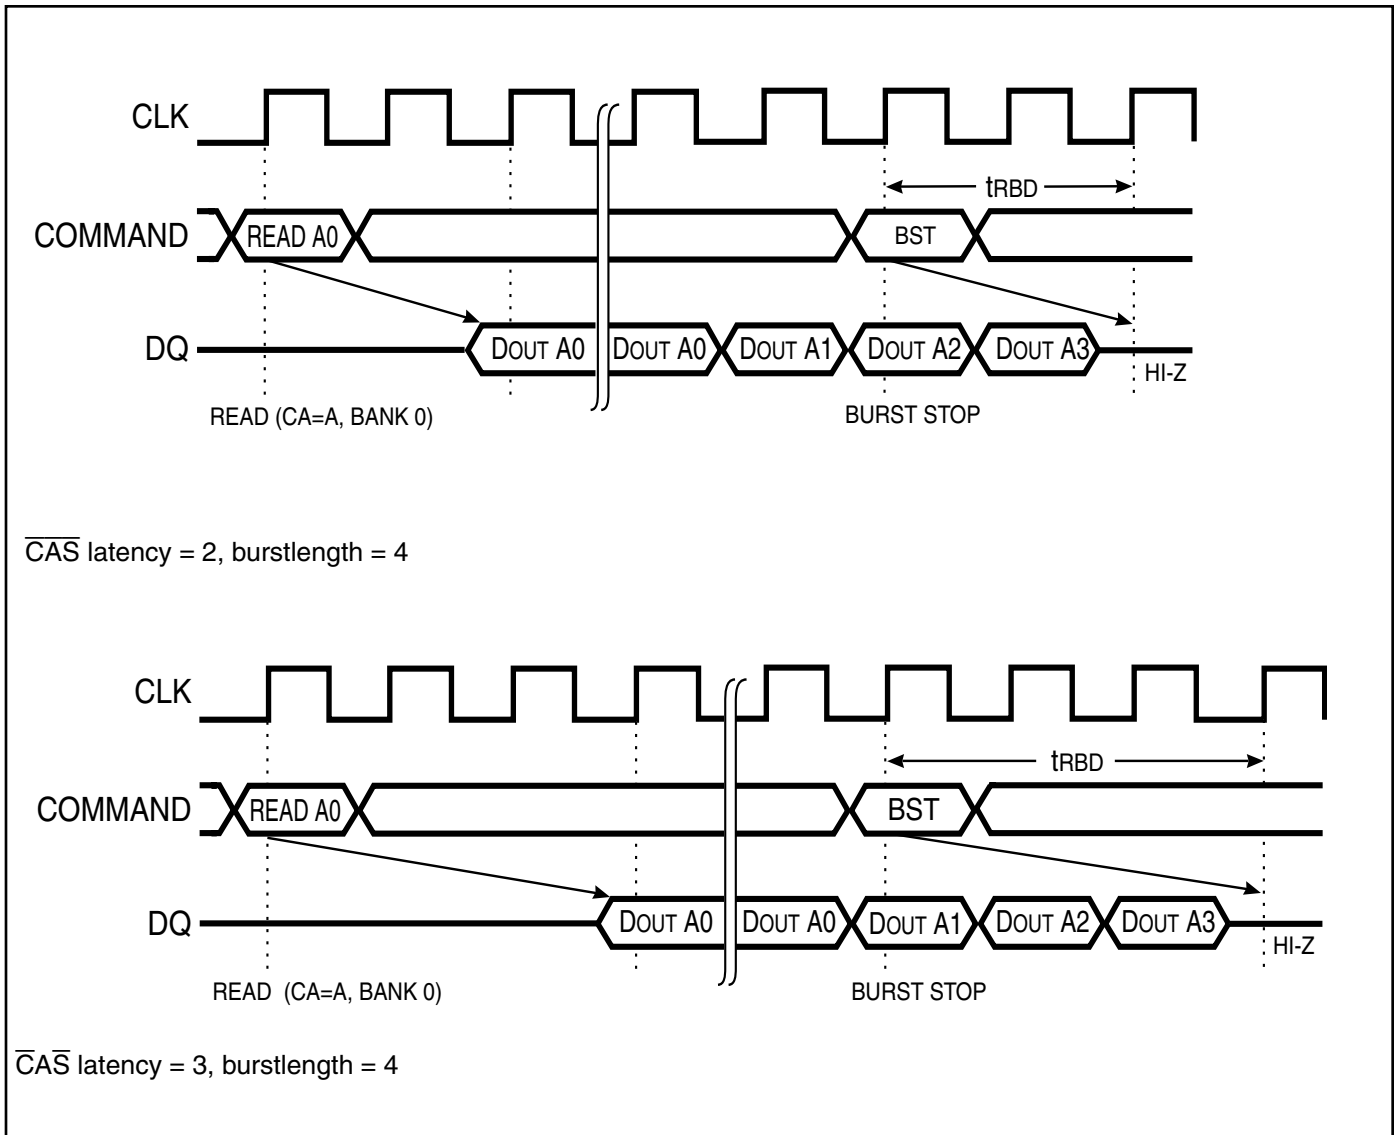 CLK
tRBD
COMMAND READ A0 BST
DQ DOUT A0 DOUT A0 DOUT A1 DOUT A2 DOUT A3
HI-Z
READ (CA=A, BANK 0) BURST STOP
CAS latency = 2, burstlength = 4
CLK
tRBD
COMMAND READ A0 BST
DQ DOUT A0 DOUT A0 DOUT A1 DOUT A2 DOUT A3
HI-Z
READ (CA=A, BANK 0) BURST STOP
CAS latency = 3, burstlength = 4